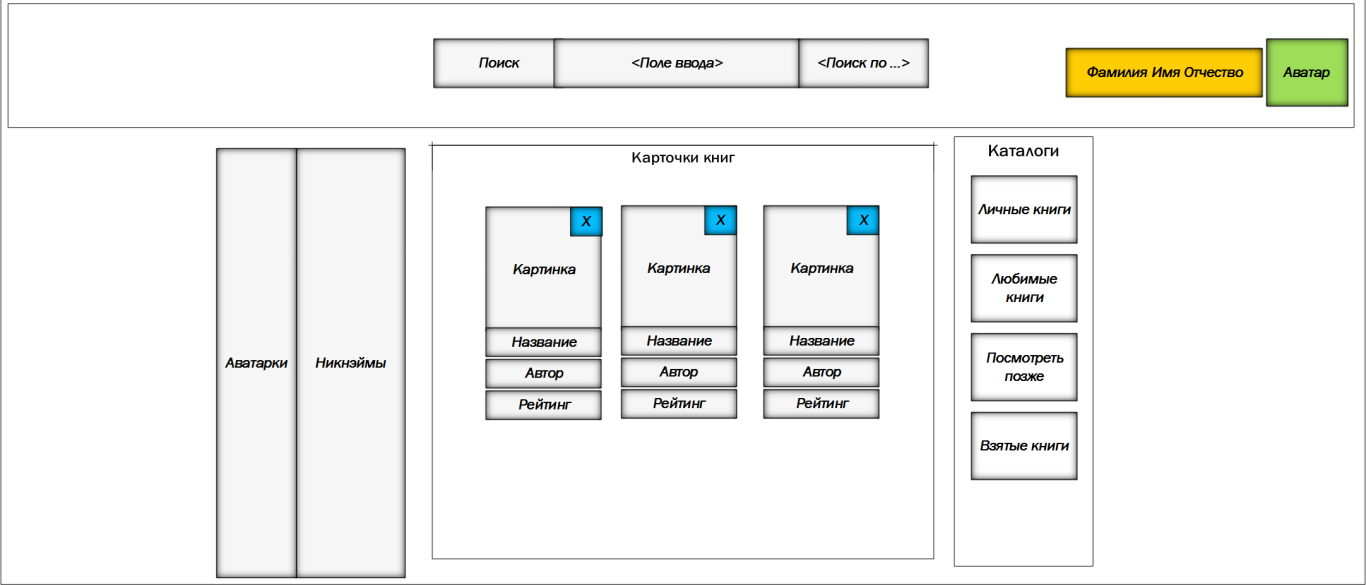 Поиск
<Поле ввода>
<Поиск по ...>
Фамилия Имя Отчество
Аватар
Аватарки
Никнэймы
Карточки книг
X
Картинка
Название
Автор
Рейтинг
X
Картинка
Название
Автор
Рейтинг
X
Картинка
Название
Автор
Рейтинг
Каталоги
Личные книги
Любимые
книги
Посмотреть
позже
Взятые книги